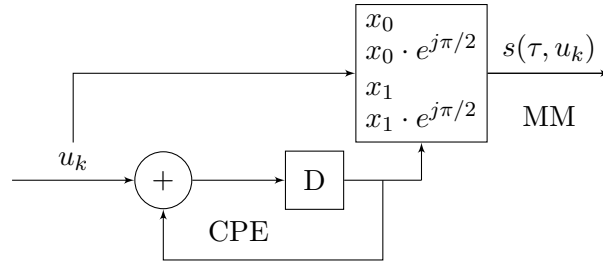 x_0
x_0 · e^{jπ/2}
x_1
x_1 · e^{jπ/2}
s(τ, u_k)
MM
u_k
+
D
CPE